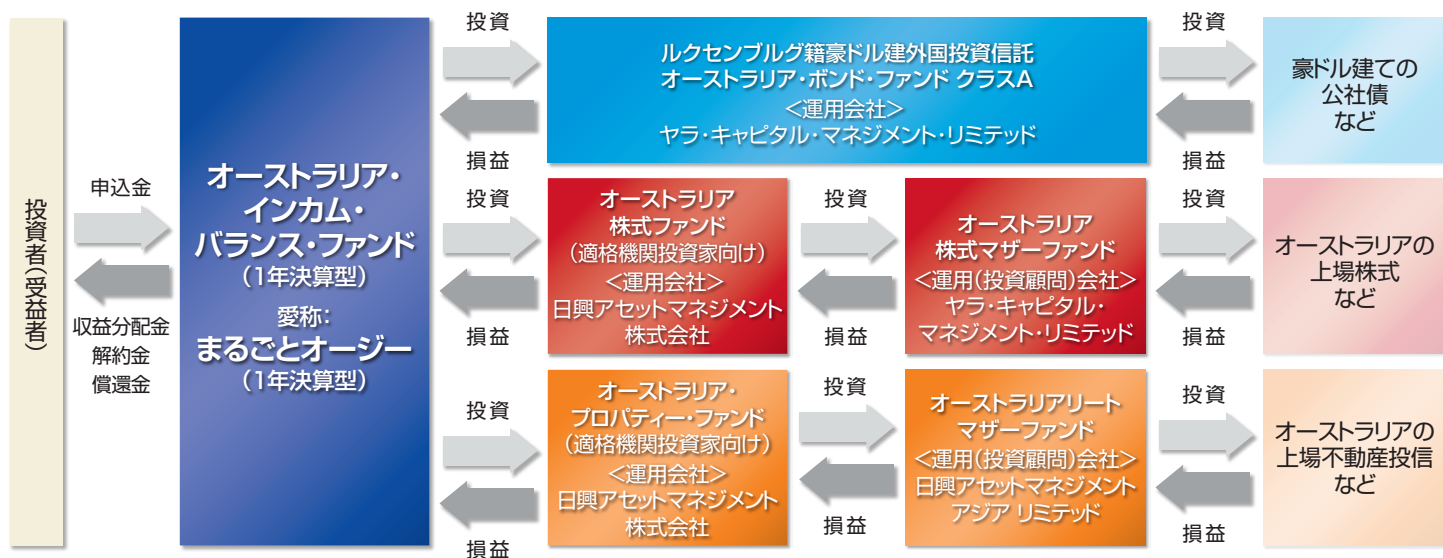 投資者(受益者)
申込金
収益分配金
解約金
償還金
オーストラリア・
インカム・
バランス・ファンド
(1年決算型)
愛称:
まるごとオージー
(1年決算型)
投資
損益
ルクセンブルグ籍豪ドル建外国投資信託
オーストラリア・ボンド・ファンド クラスA
<運用会社>
ヤラ・キャピタル・マネジメント・リミテッド
投資
損益
豪ドル建ての
公社債
など
投資
損益
オーストラリア
株式ファンド
(適格機関投資家向け)
<運用会社>
日興アセットマネジメント
株式会社
投資
損益
オーストラリア
株式マザーファンド
<運用(投資顧問)会社>
ヤラ・キャピタル・
マネジメント・リミテッド
投資
損益
オーストラリアの
上場株式
など
投資
損益
オーストラリア・
プロパティー・ファンド
(適格機関投資家向け)
<運用会社>
日興アセットマネジメント
株式会社
投資
損益
オーストラリアリート
マザーファンド
<運用(投資顧問)会社>
日興アセットマネジメント
アジア リミテッド
投資
損益
オーストラリアの
上場不動産投信
など